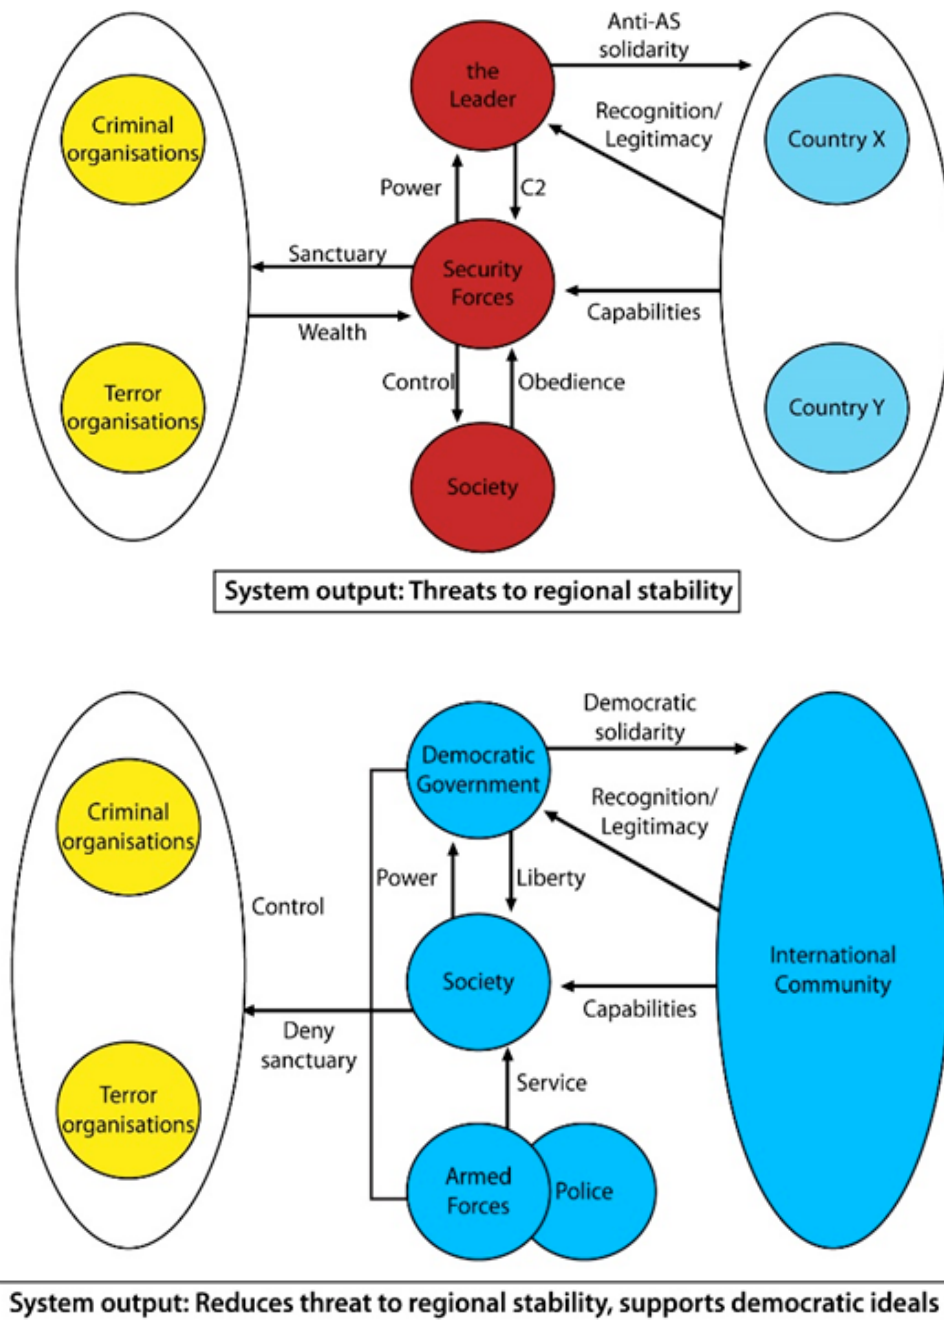 Anti-AS
solidarity
the
Leader
Recognition/
Legitimacy
Criminal
organisations
Country X
Power
C2
Sanctuary
Security
Forces
Wealth
Capabilities
Control
Obedience
Terror
organisations
Country Y
Society
System output: Threats to regional stability
Democratic
solidarity
Democratic
Government
Recognition/
Legitimacy
Criminal
organisations
Power
Liberty
Control
Society
International
Community
Capabilities
Deny
sanctuary
Service
Terror
organisations
Armed
Forces
Police
System output: Reduces threat to regional stability, supports democratic ideals